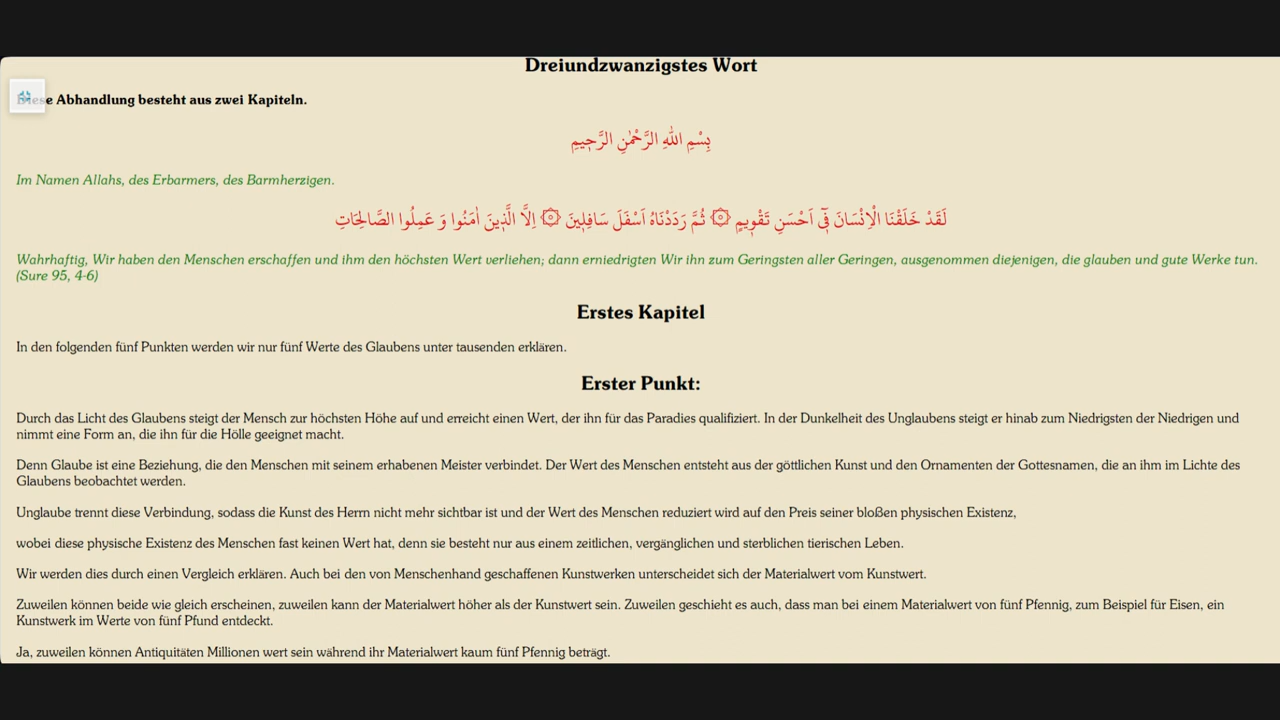 Dreiundzwanzigstes Wort
Diese Abhandlung besteht aus zwei Kapiteln.
بِسْمِ اللهِ الرَّحْمٰنِ الرَّحٖيمِ
Im Namen Allahs, des Erbarmers, des Barmherzigen.
لَقَدْ خَلَقْنَا الْاِنْسَانَ فٖٓى اَحْسَنِ تَقْوٖيمٍ ۞ ثُمَّ رَدَدْنَاهُ اَسْفَلَ سَافِلٖينَ ۞ اِلَّا الَّذٖينَ اٰمَنُوا وَ عَمِلُوا الصَّالِحَاتِ
Wahrhaftig, Wir haben den Menschen erschaffen und ihm den höchsten Wert verliehen; dann erniedrigten Wir ihn zum Geringsten aller Geringen, ausgenommen diejenigen, die glauben und gute Werke tun.
(Sure 95, 4-6)
Erstes Kapitel
In den folgenden fünf Punkten werden wir nur fünf Werte des Glaubens unter tausenden erklären.
Erster Punkt:
Durch das Licht des Glaubens steigt der Mensch zur höchsten Höhe auf und erreicht einen Wert, der ihn für das Paradies qualifiziert. In der Dunkelheit des Unglaubens steigt er hinab zum Niedrigsten der Niedrigen und
nimmt eine Form an, die ihn für die Hölle geeignet macht.
Denn Glaube ist eine Beziehung, die den Menschen mit seinem erhabenen Meister verbindet. Der Wert des Menschen entsteht aus der göttlichen Kunst und den Ornamenten der Gottesnamen, die an ihm im Lichte des
Glaubens beobachtet werden.
Unglaube trennt diese Verbindung, sodass die Kunst des Herrn nicht mehr sichtbar ist und der Wert des Menschen reduziert wird auf den Preis seiner bloßen physischen Existenz,
wobei diese physische Existenz des Menschen fast keinen Wert hat, denn sie besteht nur aus einem zeitlichen, vergänglichen und sterblichen tierischen Leben.
Wir werden dies durch einen Vergleich erklären. Auch bei den von Menschenhand geschaffenen Kunstwerken unterscheidet sich der Materialwert vom Kunstwert.
Zuweilen können beide wie gleich erscheinen, zuweilen kann der Materialwert höher als der Kunstwert sein. Zuweilen geschieht es auch, dass man bei einem Materialwert von fünf Pfennig, zum Beispiel für Eisen, ein
Kunstwerk im Werte von fünf Pfund entdeckt.
Ja, zuweilen können Antiquitäten Millionen wert sein während ihr Materialwert kaum fünf Pfennig beträgt.